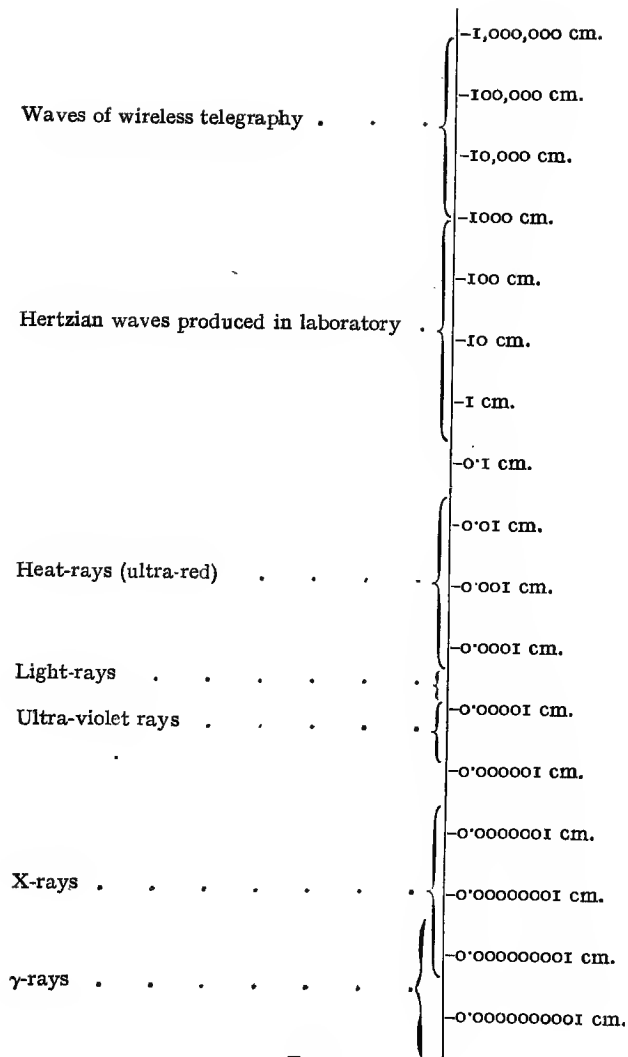 -1,000,000 cm.
-100,000 cm.
Waves of wireless telegraphy . . .
-10,000 cm.
-1000 cm.
-100 cm.
Hertzian waves produced in laboratory .
-10 cm.
-1 cm.
-0·1 cm.
-0·01 cm.
Heat-rays (ultra-red) . . . .
-0·001 cm.
-0·0001 cm.
Light-rays . . . . . .
-0·00001 cm.
Ultra-violet rays . . . . .
-0·000001 cm.
-0·0000001 cm.
X-rays . . . . . . .
-0·00000001 cm.
-0·000000001 cm.
γ-rays . . . . . . .
-0·0000000001 cm.